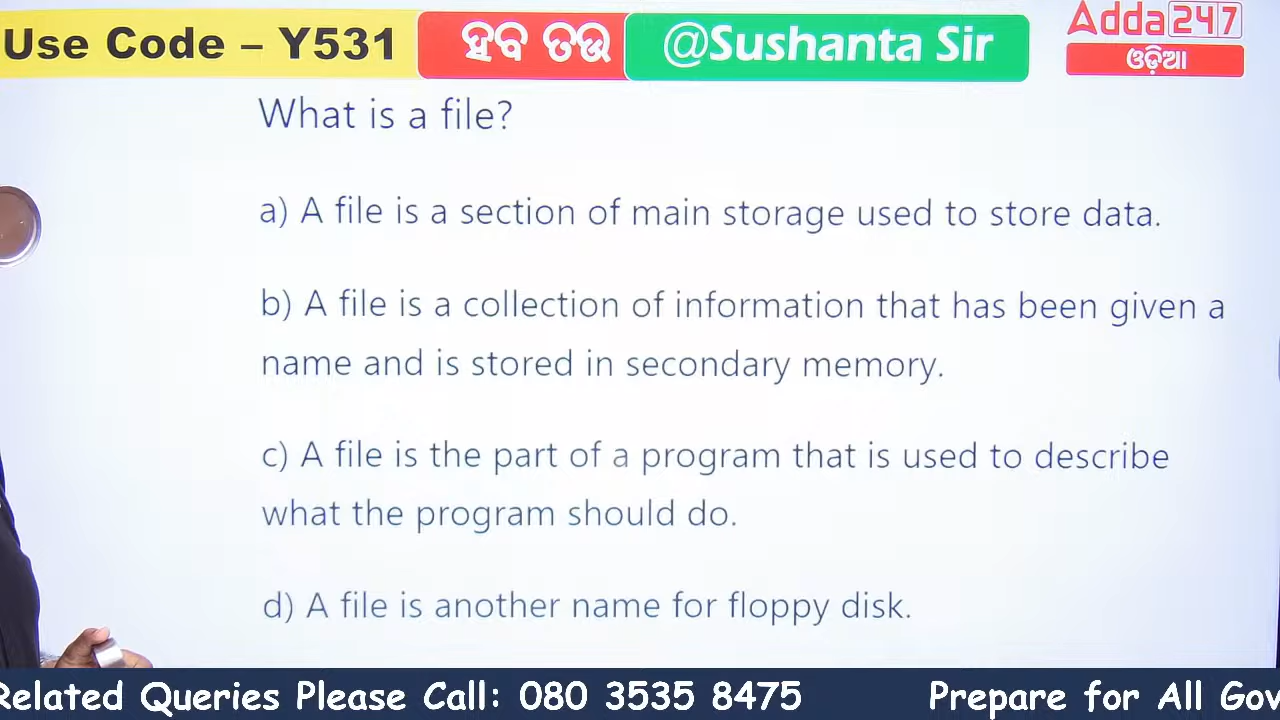 Use Code – Y531
ହବ ତଉ
@Sushanta Sir
Adda247
ଓଡ଼ିଆ
What is a file?
a) A file is a section of main storage used to store data.
b) A file is a collection of information that has been given a
name and is stored in secondary memory.
c) A file is the part of a program that is used to describe
what the program should do.
d) A file is another name for floppy disk.
Related Queries Please Call: 080 3535 8475
Prepare for All Gov